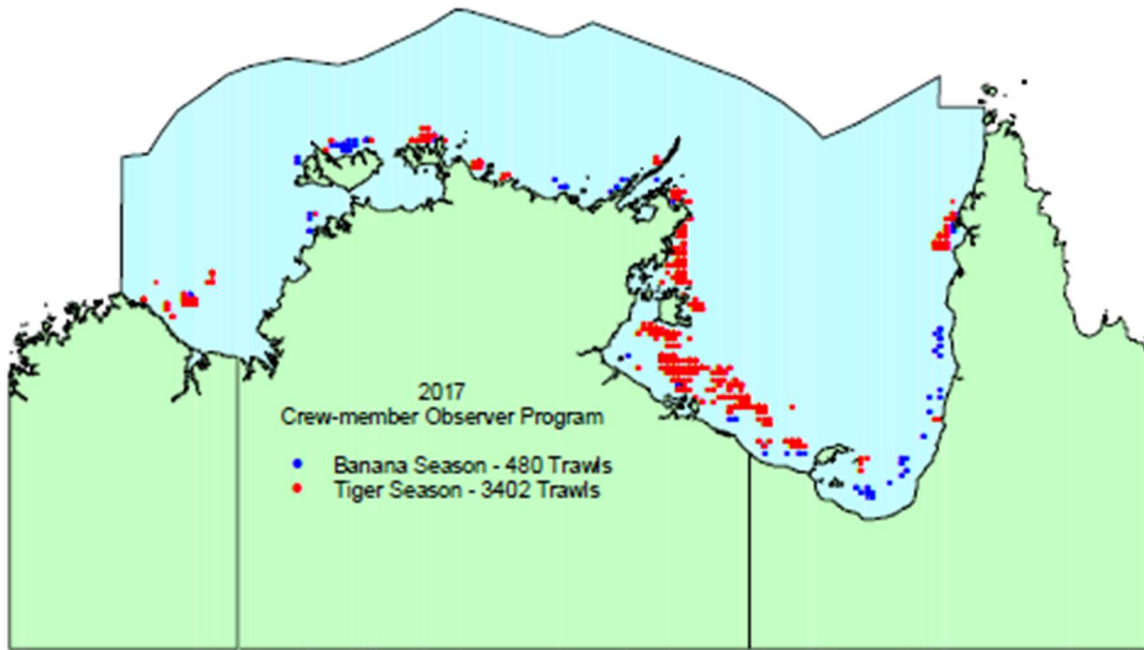 2017
Crew-member Observer Program
Banana Season - 480 Trawls
Tiger Season - 3402 Trawls